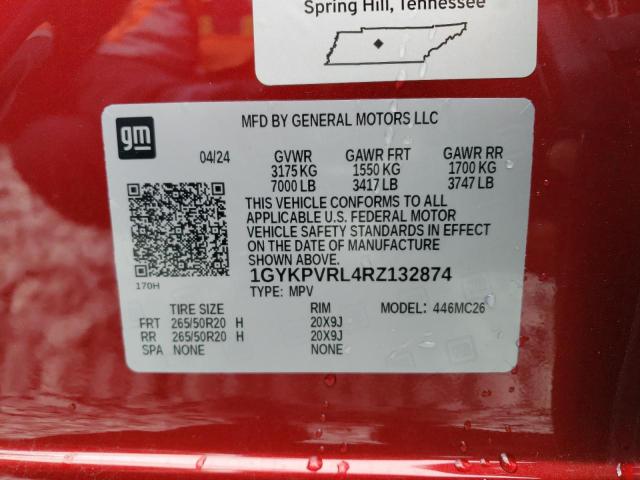 Spring Hill, Tennessee
gm
MFD BY GENERAL MOTORS LLC
04/24 GVWR GAWR FRT GAWR RR
3175 KG 1550 KG 1700 KG
7000 LB 3417 LB 3747 LB
THIS VEHICLE CONFORMS TO ALL
APPLICABLE U.S. FEDERAL MOTOR
VEHICLE SAFETY STANDARDS IN EFFECT
ON THE DATE OF MANUFACTURE
SHOWN ABOVE.
170H
1GYKPVRL4RZ132874
TYPE: MPV
TIRE SIZE RIM MODEL: 446MC26
FRT 265/50R20 H 20X9J
RR 265/50R20 H 20X9J
SPA NONE NONE